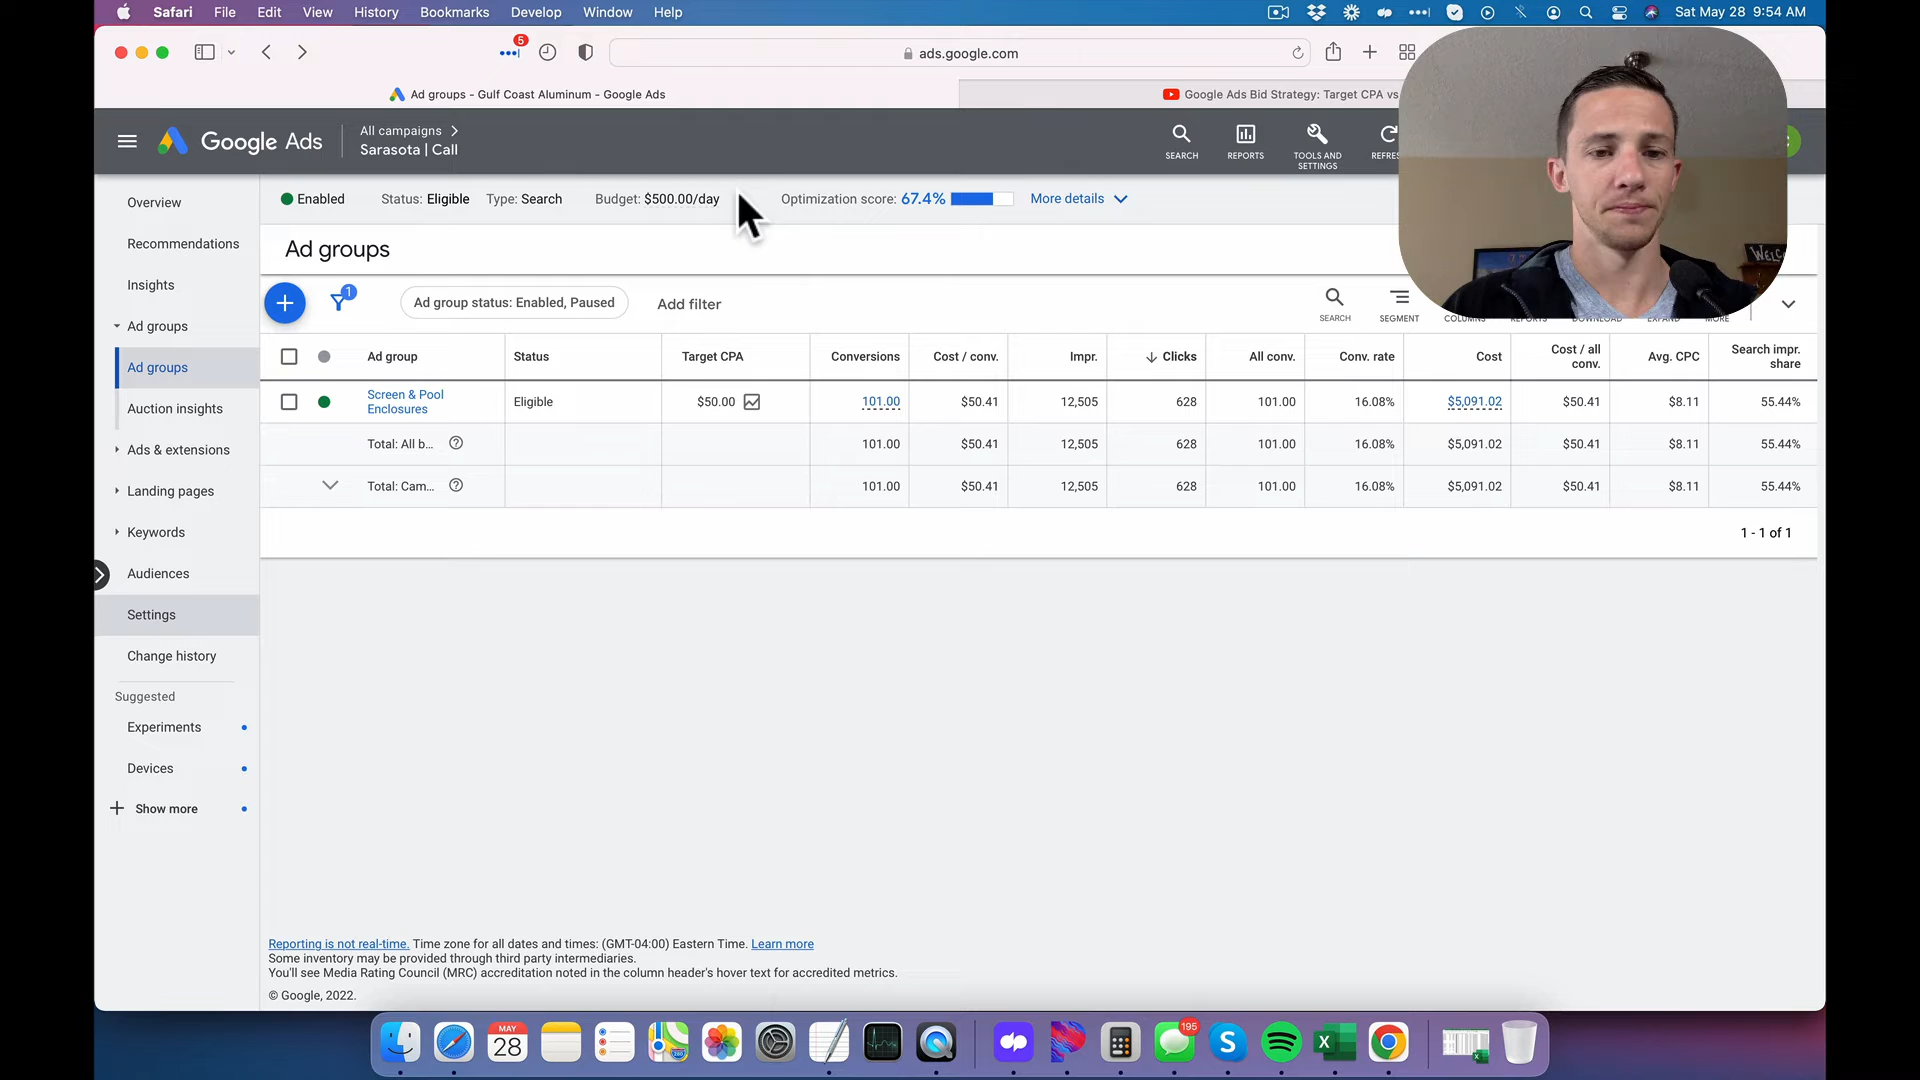 Safari File Edit View History Bookmarks Develop Window Help Sat May 28 9:54 AM
5
ads.google.com
Ad groups - Gulf Coast Aluminum - Google Ads
Google Ads Bid Strategy: Target CPA vs
Google Ads
All campaigns
Sarasota | Call
SEARCH
REPORTS
TOOLS AND SETTINGS
Enabled Status: Eligible Type: Search Budget: $500.00/day Optimization score: 67.4% More details
Overview
Recommendations
Insights
Ad groups
Ad groups
Auction insights
Ads & extensions
Landing pages
Keywords
Audiences
Settings
Change history
Suggested
Experiments
Devices
Show more
Ad groups
1
Ad group status: Enabled, Paused
Add filter
SEARCH
SEGMENT
Ad group Status Target CPA Conversions Cost / conv. Impr. Clicks All conv. Conv. rate Cost Cost / all conv. Avg. CPC Search impr. share
Screen & Pool Enclosures Eligible $50.00 101.00 $50.41 12,505 628 101.00 16.08% $5,091.02 $50.41 $8.11 55.44%
Total: All b... 101.00 $50.41 12,505 628 101.00 16.08% $5,091.02 $50.41 $8.11 55.44%
Total: Cam... 101.00 $50.41 12,505 628 101.00 16.08% $5,091.02 $50.41 $8.11 55.44%
1 - 1 of 1
Reporting is not real-time. Time zone for all dates and times: (GMT-04:00) Eastern Time. Learn more
Some inventory may be provided through third party intermediaries.
You'll see Media Rating Council (MRC) accreditation noted in the column header's hover text for accredited metrics.
© Google, 2022.
MAY
28
195